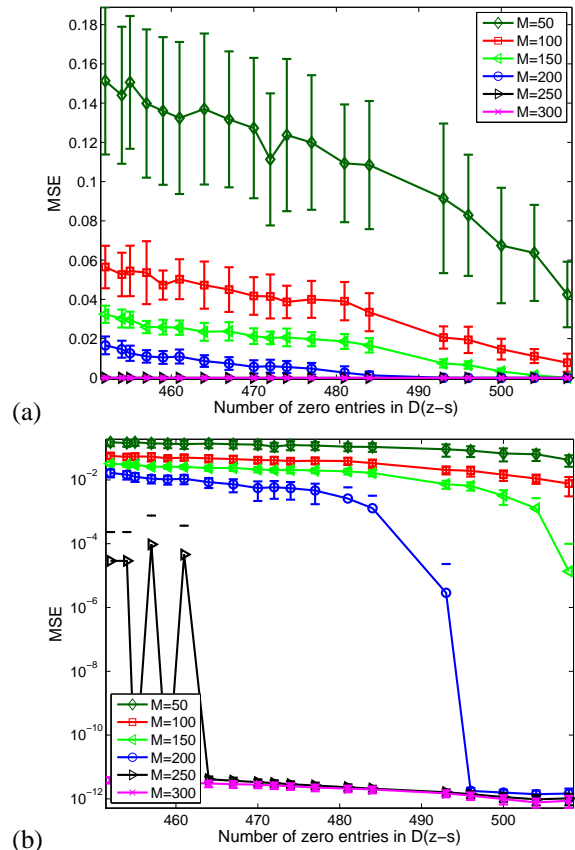 0.18
0.16
0.14
0.12
0.1
0.08
0.06
0.04
0.02
0
MSE
M=50
M=100
M=150
M=200
M=250
M=300
460 470 480 490 500
Number of zero entries in D(z-s)
(a)
10^-2
10^-4
10^-6
10^-10
10^-12
MSE
M=50
M=100
M=150
M=200
M=250
M=300
460 470 480 490 500
Number of zero entries in D(z-s)
(b)